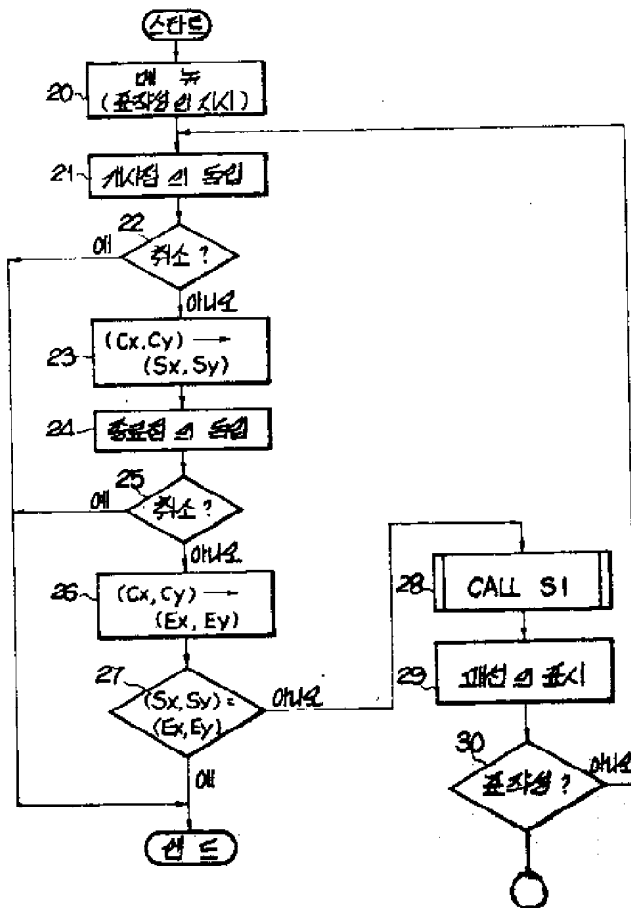 스타트
메뉴
20
(표작성의 지시)
21
개시점의 동입
22
예
취소?
아니오
23
(Cx, Cy) →
(Sx, Sy)
24
종료점의 동입
25
예
취소?
아니오
26
(Cx, Cy) →
(Ex, Ey)
27
(Sx, Sy) =
(Ex, Ey)
아니오
예
엔드
28
CALL S1
29
괘선의 표시
30
표작성?
아니오